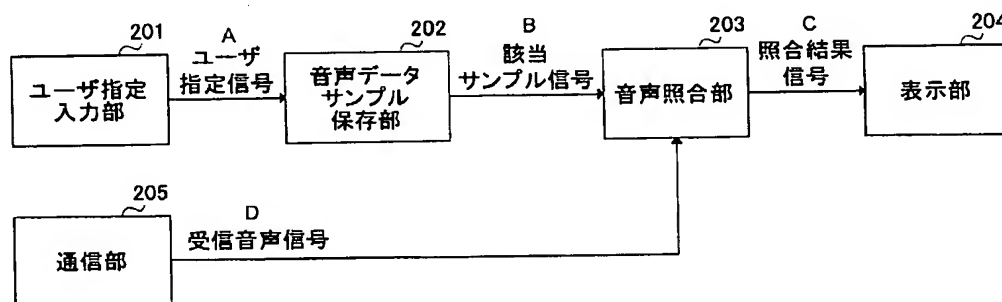 201
ユーザ指定
入力部
A
ユーザ
指定信号
202
音声データ
サンプル
保存部
B
該当
サンプル信号
203
音声照合部
C
照合結果
信号
204
表示部
205
通信部
D
受信音声信号